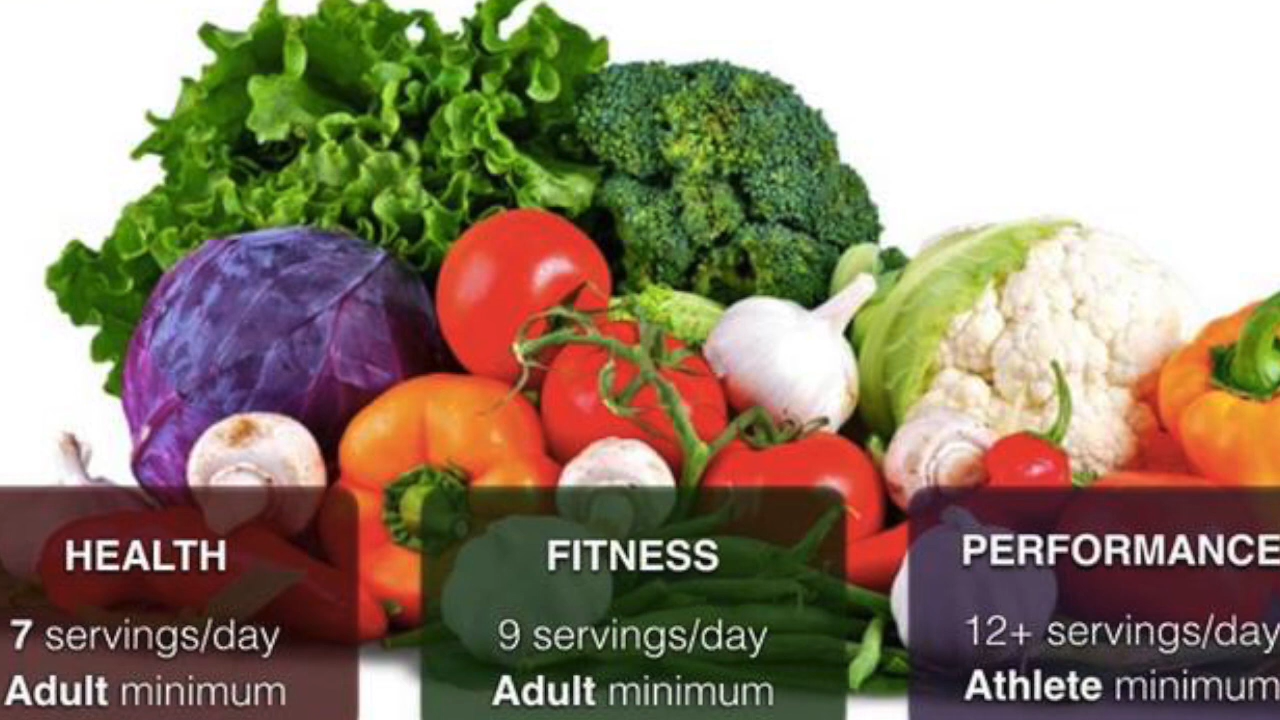 HEALTH
7 servings/day
Adult minimum
FITNESS
9 servings/day
Adult minimum
PERFORMANCE
12+ servings/day
Athlete minimum